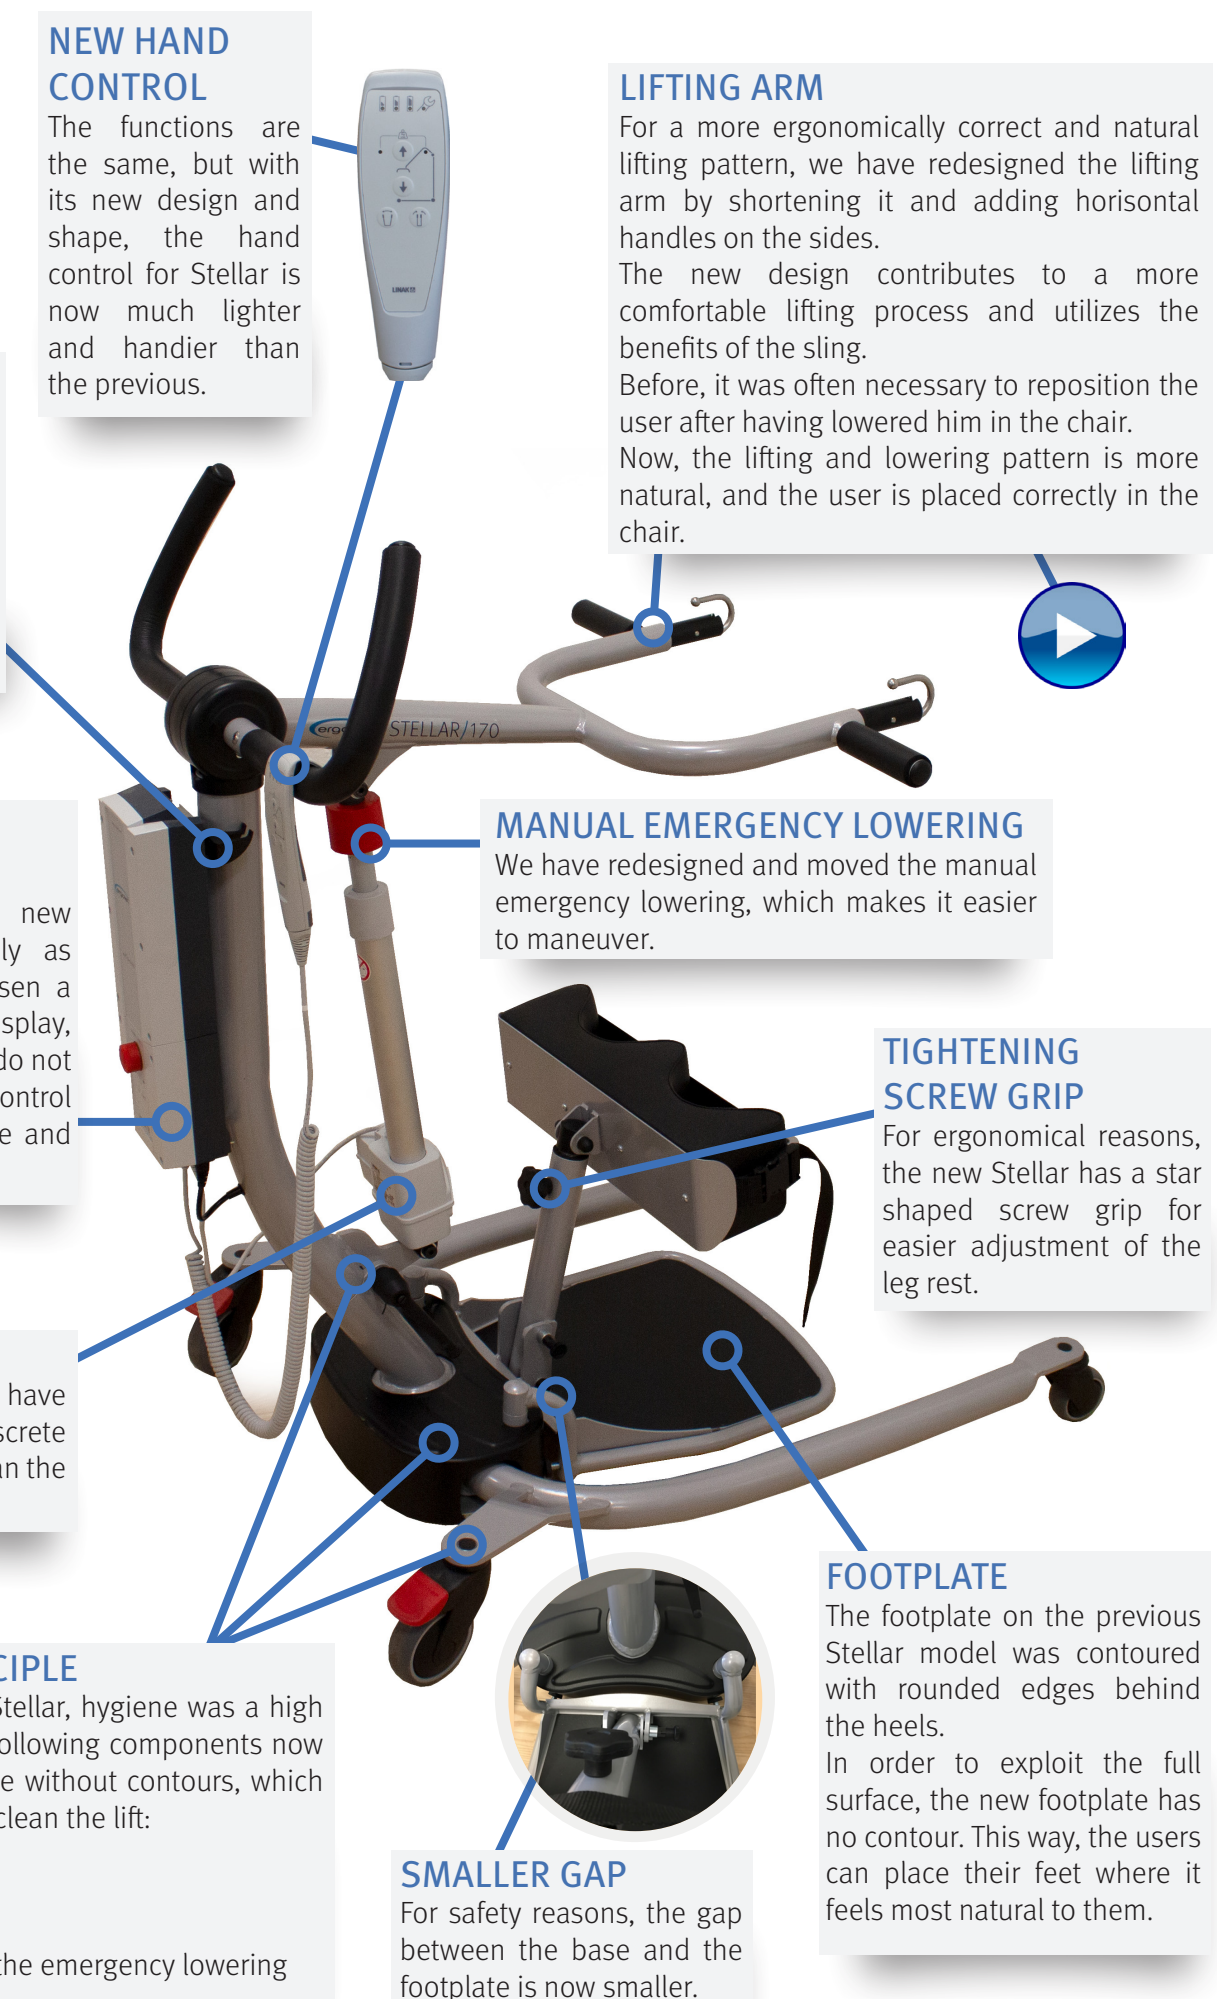 NEW HAND
CONTROL
The functions are
the same, but with
its new design and
shape, the hand
control for Stellar is
now much lighter
and handier than
the previous.
LINAK
LIFTING ARM
For a more ergonomically correct and natural
lifting pattern, we have redesigned the lifting
arm by shortening it and adding horisontal
handles on the sides.
The new design contributes to a more
comfortable lifting process and utilizes the
benefits of the sling.
Before, it was often necessary to reposition the
user after having lowered him in the chair.
Now, the lifting and lowering pattern is more
natural, and the user is placed correctly in the
chair.
ergo
STELLAR/170
MANUAL EMERGENCY LOWERING
We have redesigned and moved the manual
emergency lowering, which makes it easier
to maneuver.
new
ly as
sen a
splay,
do not
ontrol
e and
TIGHTENING
SCREW GRIP
For ergonomical reasons,
the new Stellar has a star
shaped screw grip for
easier adjustment of the
leg rest.
have
screte
an the
FOOTPLATE
The footplate on the previous
Stellar model was contoured
with rounded edges behind
the heels.
In order to exploit the full
surface, the new footplate has
no contour. This way, the users
can place their feet where it
feels most natural to them.
CIPLE
Stellar, hygiene was a high
ollowing components now
e without contours, which
clean the lift:
the emergency lowering
SMALLER GAP
For safety reasons, the gap
between the base and the
footplate is now smaller.